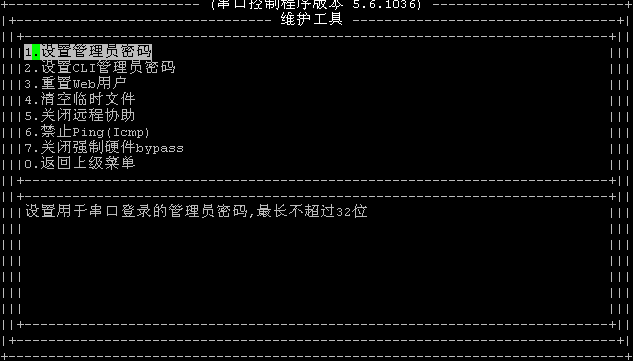 (串口控制程序版本 5.6.1036)
维护工具
1.设置管理员密码
2.设置CLI管理员密码
3.重置Web用户
4.清空临时文件
5.关闭远程协助
6.禁止Ping(Icmp)
7.关闭强制硬件bypass
0.返回上级菜单
设置用于串口登录的管理员密码,最长不超过32位